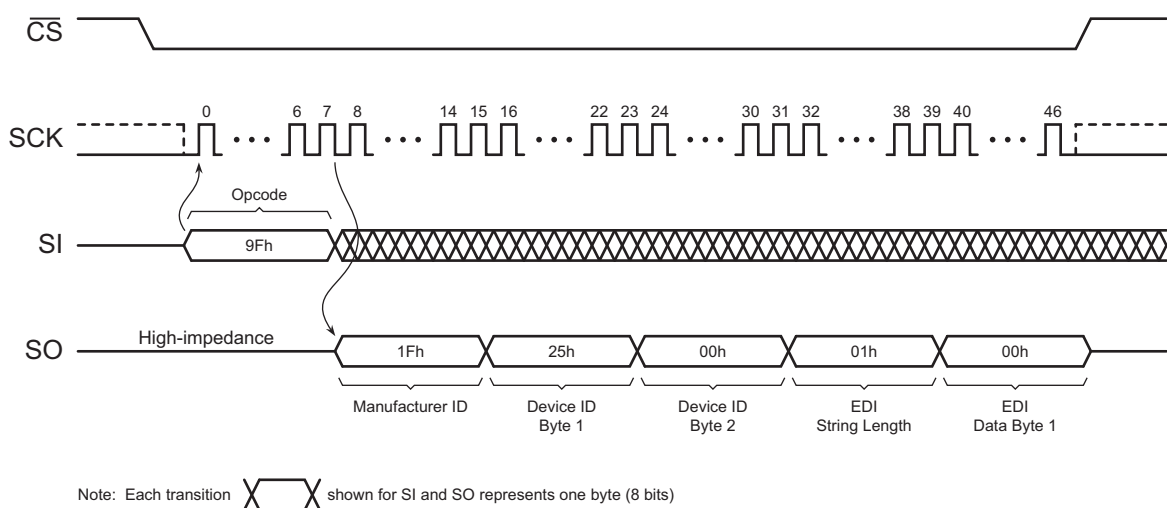 CS
SCK
0 6 7 8 14 15 16 22 23 24 30 31 32 38 39 40 46
Opcode
SI
9Fh
High-impedance
SO
1Fh 25h 00h 01h 00h
Manufacturer ID
Device ID
Byte 1
Device ID
Byte 2
EDI
String Length
EDI
Data Byte 1
Note: Each transition shown for SI and SO represents one byte (8 bits)